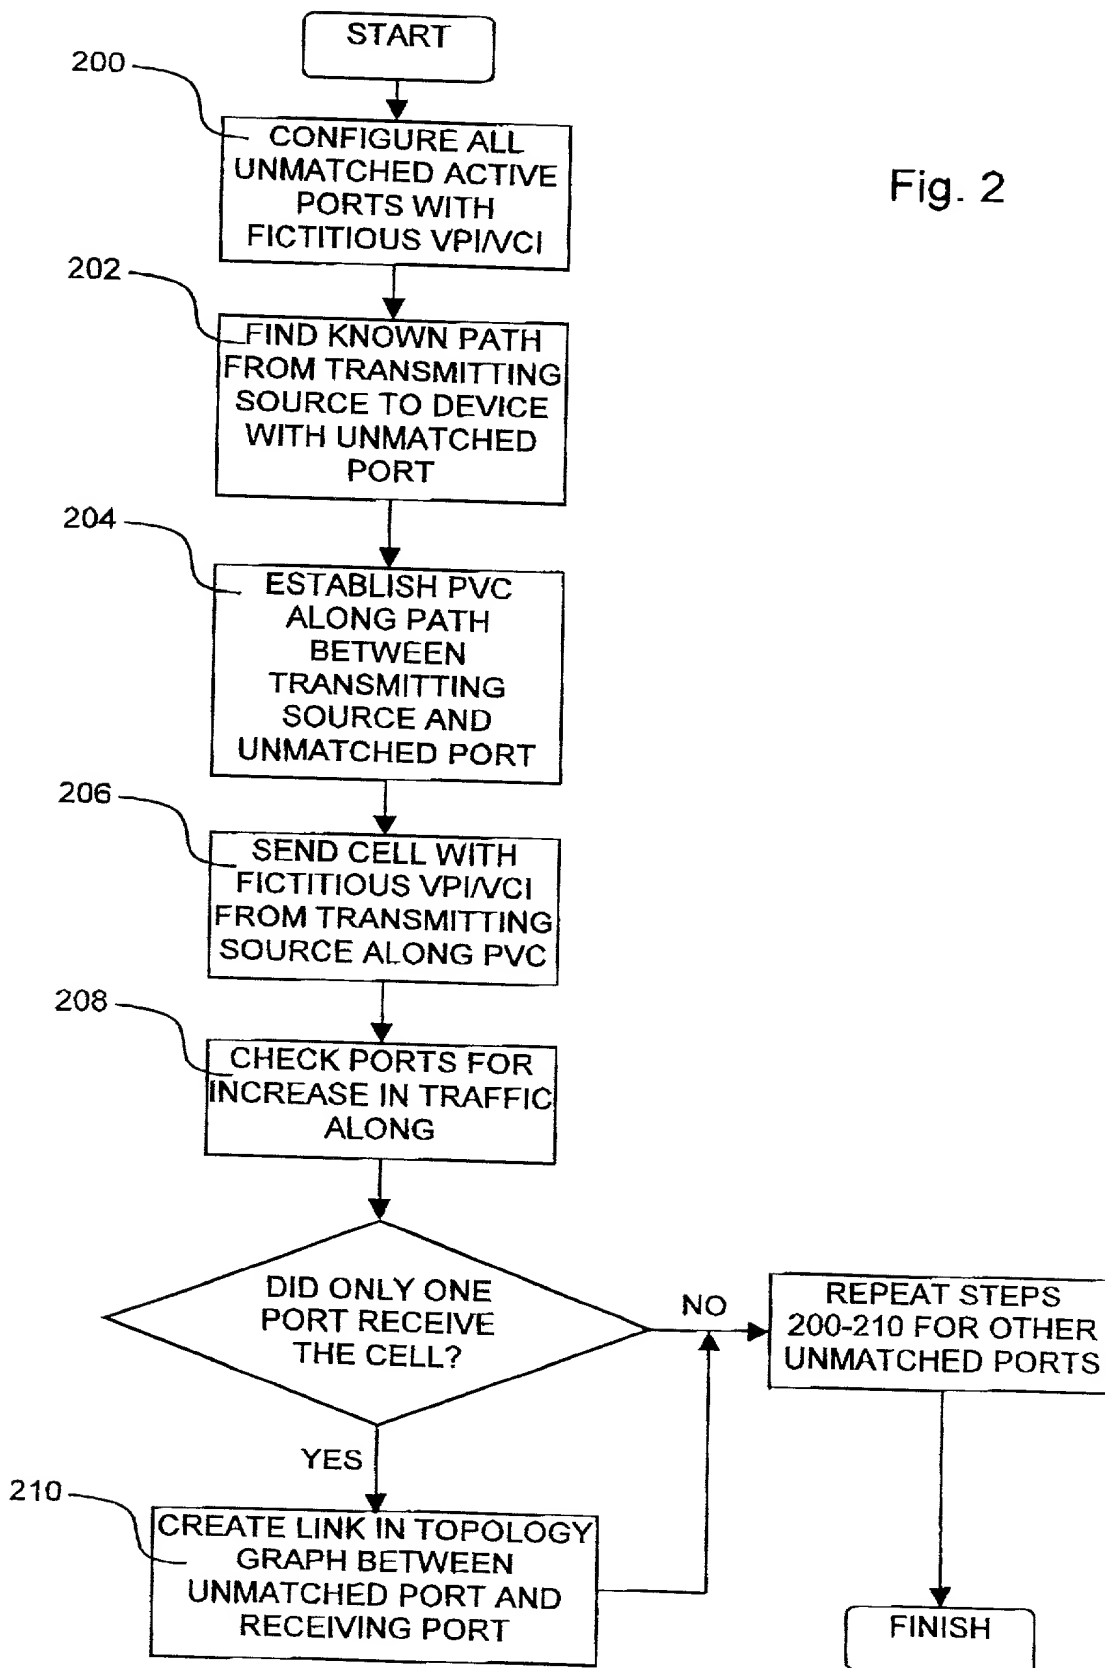 START
200
CONFIGURE ALL
UNMATCHED ACTIVE
PORTS WITH
FICTITIOUS VPI/VCI
Fig. 2
202
FIND KNOWN PATH
FROM TRANSMITTING
SOURCE TO DEVICE
WITH UNMATCHED
PORT
204
ESTABLISH PVC
ALONG PATH
BETWEEN
TRANSMITTING
SOURCE AND
UNMATCHED PORT
206
SEND CELL WITH
FICTITIOUS VPI/VCI
FROM TRANSMITTING
SOURCE ALONG PVC
208
CHECK PORTS FOR
INCREASE IN TRAFFIC
ALONG
DID ONLY ONE
PORT RECEIVE
THE CELL?
NO
REPEAT STEPS
200-210 FOR OTHER
UNMATCHED PORTS
YES
210
CREATE LINK IN TOPOLOGY
GRAPH BETWEEN
UNMATCHED PORT AND
RECEIVING PORT
FINISH